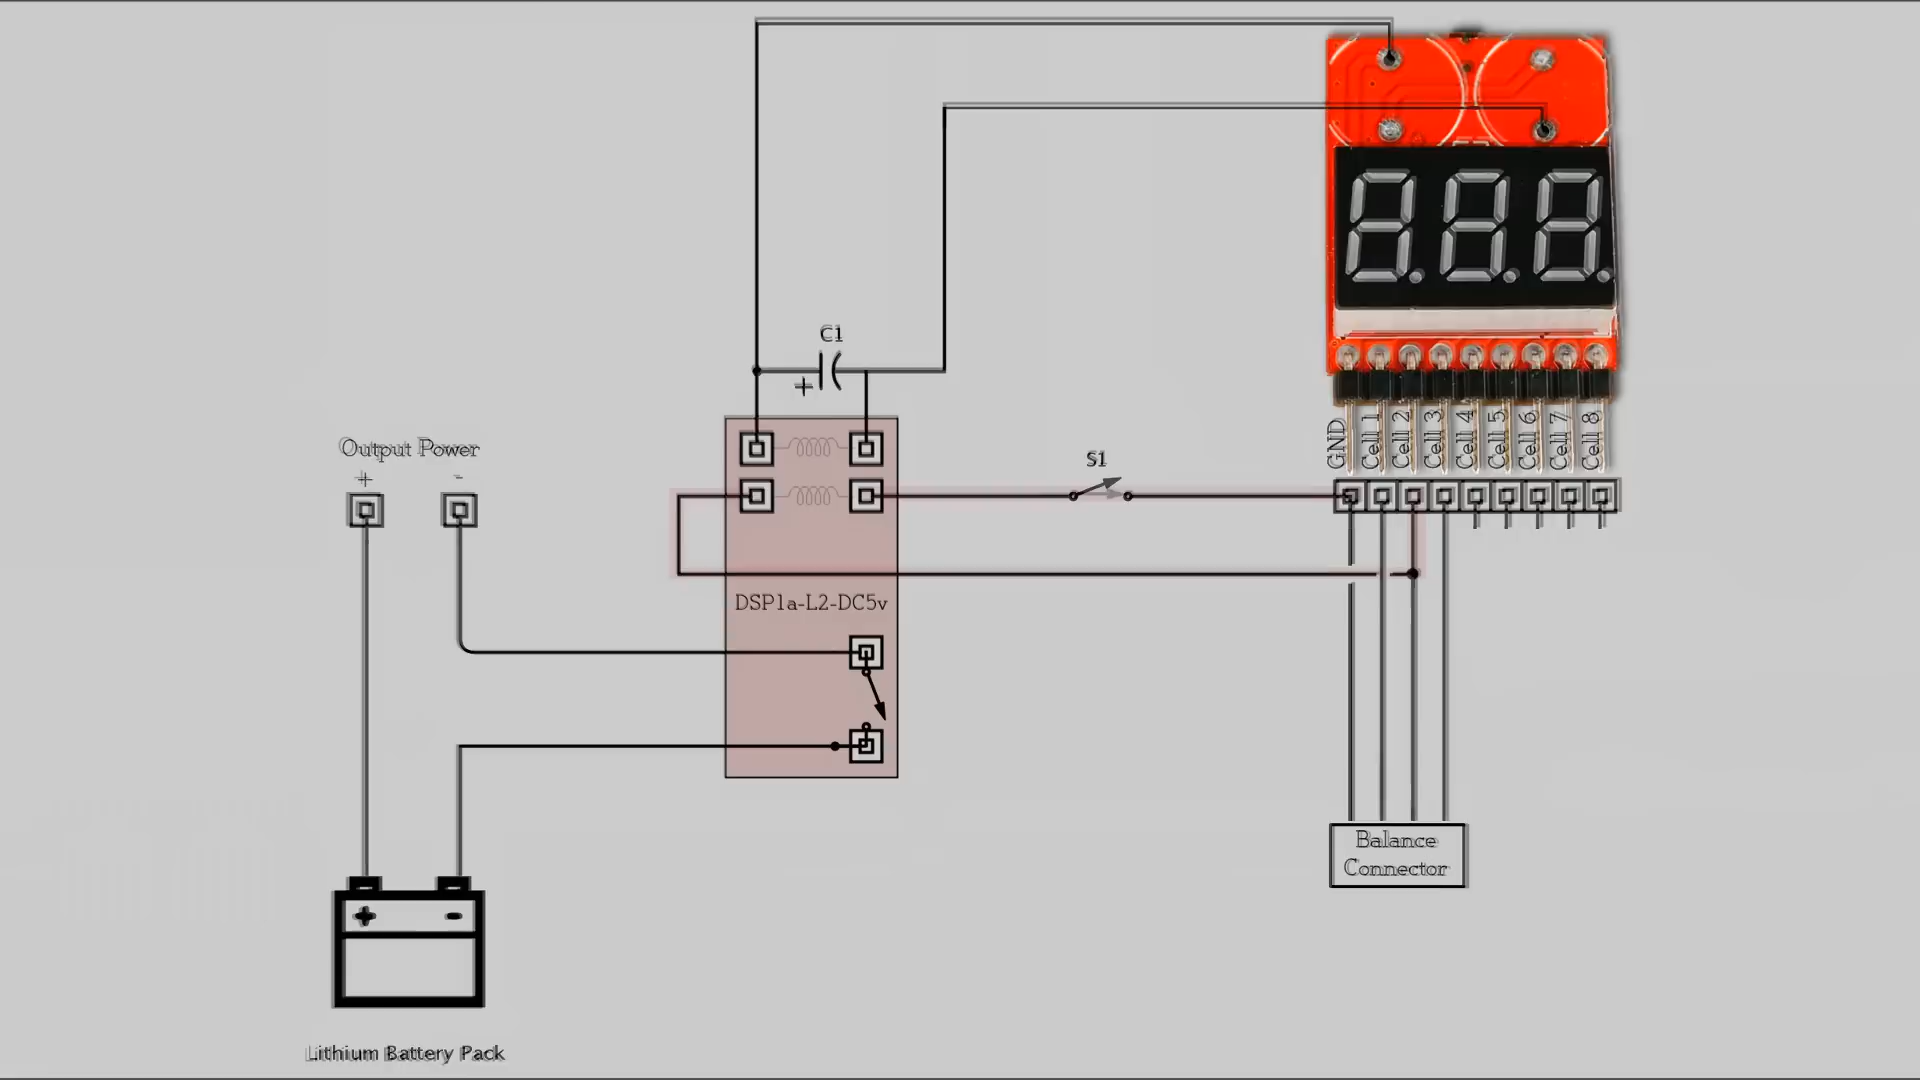 C1
+
Output Power
+ -
S1
GND
Cell 1
Cell 2
Cell 3
Cell 4
Cell 5
Cell 6
Cell 7
Cell 8
DSP1a-L2-DC5v
Balance
Connector
+ -
Lithium Battery Pack